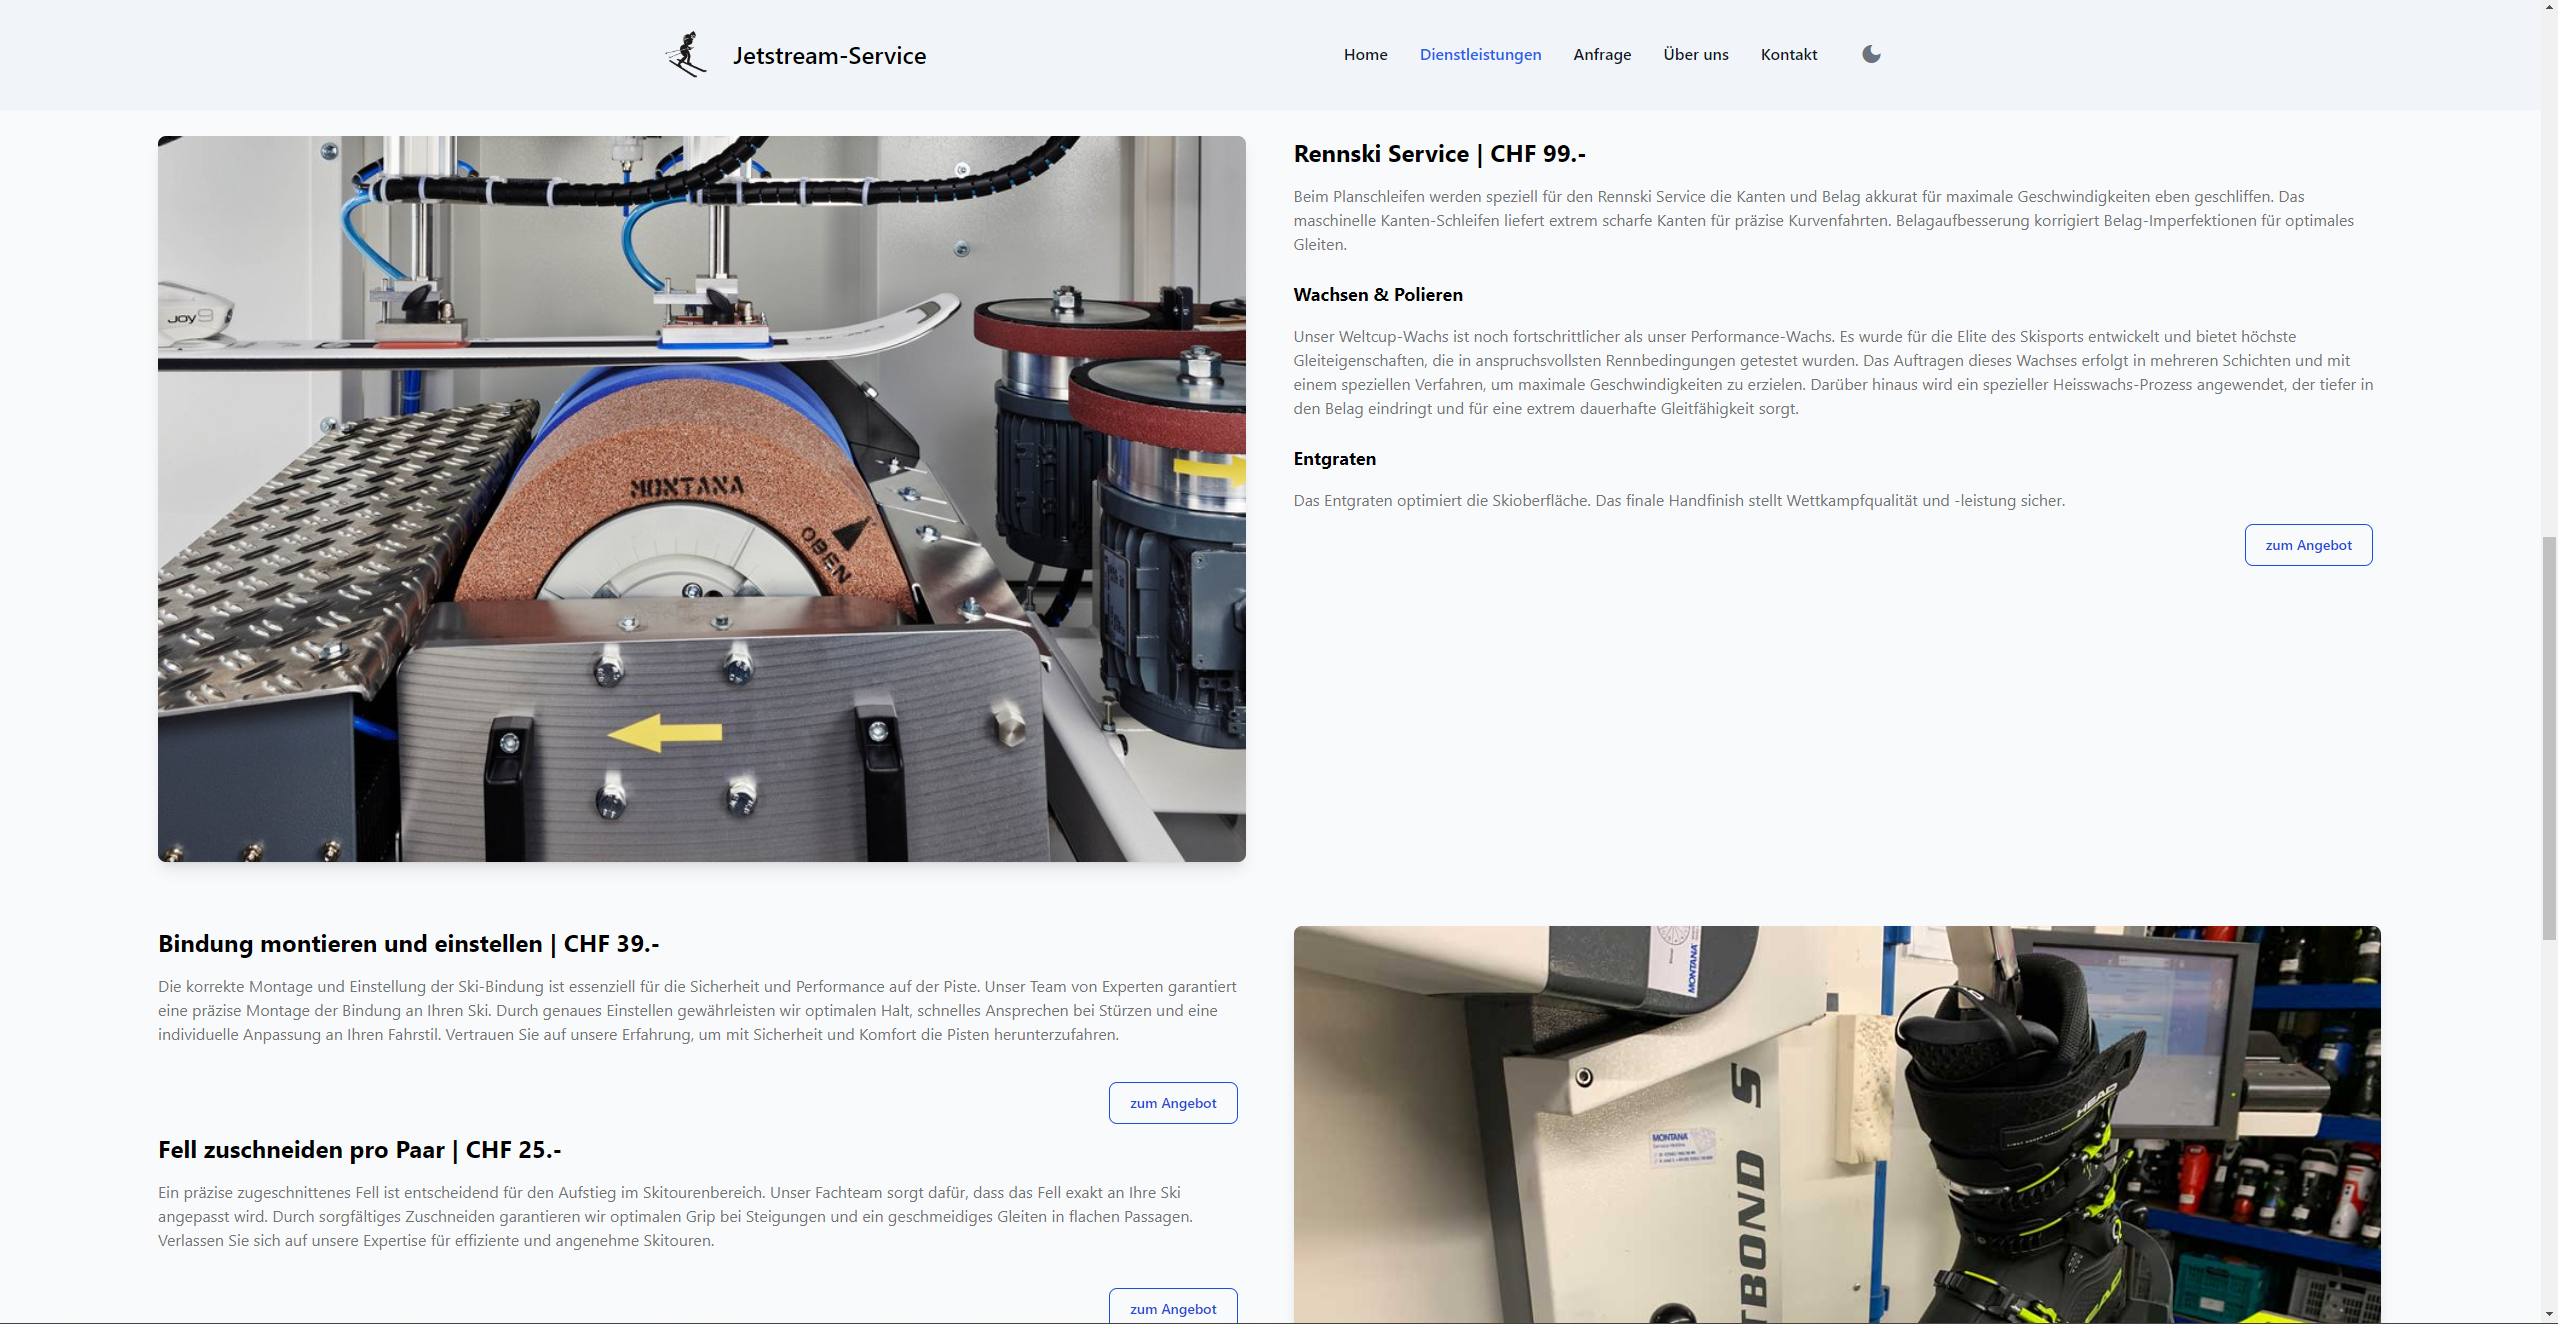 Jetstream-Service
Home Dienstleistungen Anfrage Über uns Kontakt
JOY9
MONTANA
OBEN
Rennski Service | CHF 99.-
Beim Planschleifen werden speziell für den Rennski Service die Kanten und Belag akkurat für maximale Geschwindigkeiten eben geschliffen. Das
maschinelle Kanten-Schleifen liefert extrem scharfe Kanten für präzise Kurvenfahrten. Belagaufbesserung korrigiert Belag-Imperfektionen für optimales
Gleiten.
Wachsen & Polieren
Unser Weltcup-Wachs ist noch fortschrittlicher als unser Performance-Wachs. Es wurde für die Elite des Skisports entwickelt und bietet höchste
Gleiteigenschaften, die in anspruchsvollsten Rennbedingungen getestet wurden. Das Auftragen dieses Wachses erfolgt in mehreren Schichten und mit
einem speziellen Verfahren, um maximale Geschwindigkeiten zu erzielen. Darüber hinaus wird ein spezieller Heisswachs-Prozess angewendet, der tiefer in
den Belag eindringt und für eine extrem dauerhafte Gleitfähigkeit sorgt.
Entgraten
Das Entgraten optimiert die Skioberfläche. Das finale Handfinish stellt Wettkampfqualität und -leistung sicher.
zum Angebot
Bindung montieren und einstellen | CHF 39.-
Die korrekte Montage und Einstellung der Ski-Bindung ist essenziell für die Sicherheit und Performance auf der Piste. Unser Team von Experten garantiert
eine präzise Montage der Bindung an Ihren Ski. Durch genaues Einstellen gewährleisten wir optimalen Halt, schnelles Ansprechen bei Stürzen und eine
individuelle Anpassung an Ihren Fahrstil. Vertrauen Sie auf unsere Erfahrung, um mit Sicherheit und Komfort die Pisten herunterzufahren.
zum Angebot
Fell zuschneiden pro Paar | CHF 25.-
Ein präzise zugeschnittenes Fell ist entscheidend für den Aufstieg im Skitourenbereich. Unser Fachteam sorgt dafür, dass das Fell exakt an Ihre Ski
angepasst wird. Durch sorgfältiges Zuschneiden garantieren wir optimalen Grip bei Steigungen und ein geschmeidiges Gleiten in flachen Passagen.
Verlassen Sie sich auf unsere Expertise für effiziente und angenehme Skitouren.
zum Angebot
MONTANA
MONTANA
TBOND S
HEAD
HEAD